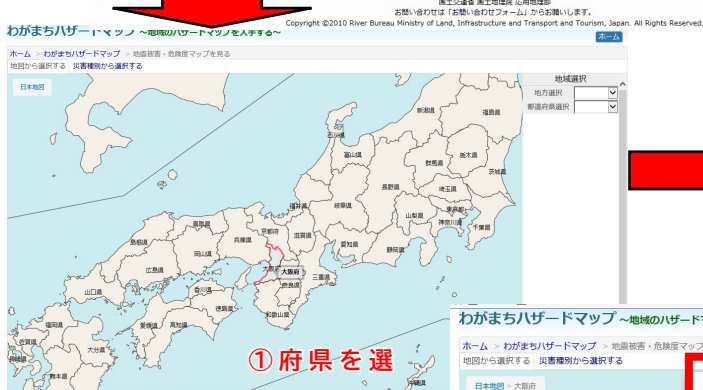 国土交通省 国土地理院 応用地理部
お問い合わせは「お問い合わせフォーム」からお願いします。
Copyright ©2010 River Bureau Ministry of Land, Infrastructure and Transport and Tourism, Japan. All Rights Reserved.
わがまちハザードマップ ~地域のハザードマップを入手する~
ホーム
ホーム > わがまちハザードマップ > 地震被害・危険度マップを見る
地図から選択する 災害種別から選択する
日本地図
地域選択
地方選択
都道府県選択
新潟県
福島県
石川県
富山県
群馬県
栃木県
茨城県
長野県
埼玉県
福井県
岐阜県
東京都
山梨県
神奈川県
千葉県
鳥取県
京都府
滋賀県
愛知県
静岡県
島根県
兵庫県
岡山県
大阪府
大阪府
三重県
奈良県
広島県
山口県
香川県
徳島県
和歌山県
愛媛県
高知県
福岡県
佐賀県
大分県
長崎県
熊本県
沖縄県
①府県を選
わがまちハザードマップ ~地域のハザードマ
ホーム > わがまちハザードマップ > 地震被害・危険度マップ
地図から選択する 災害種別から選択する
日本地図 > 大阪府